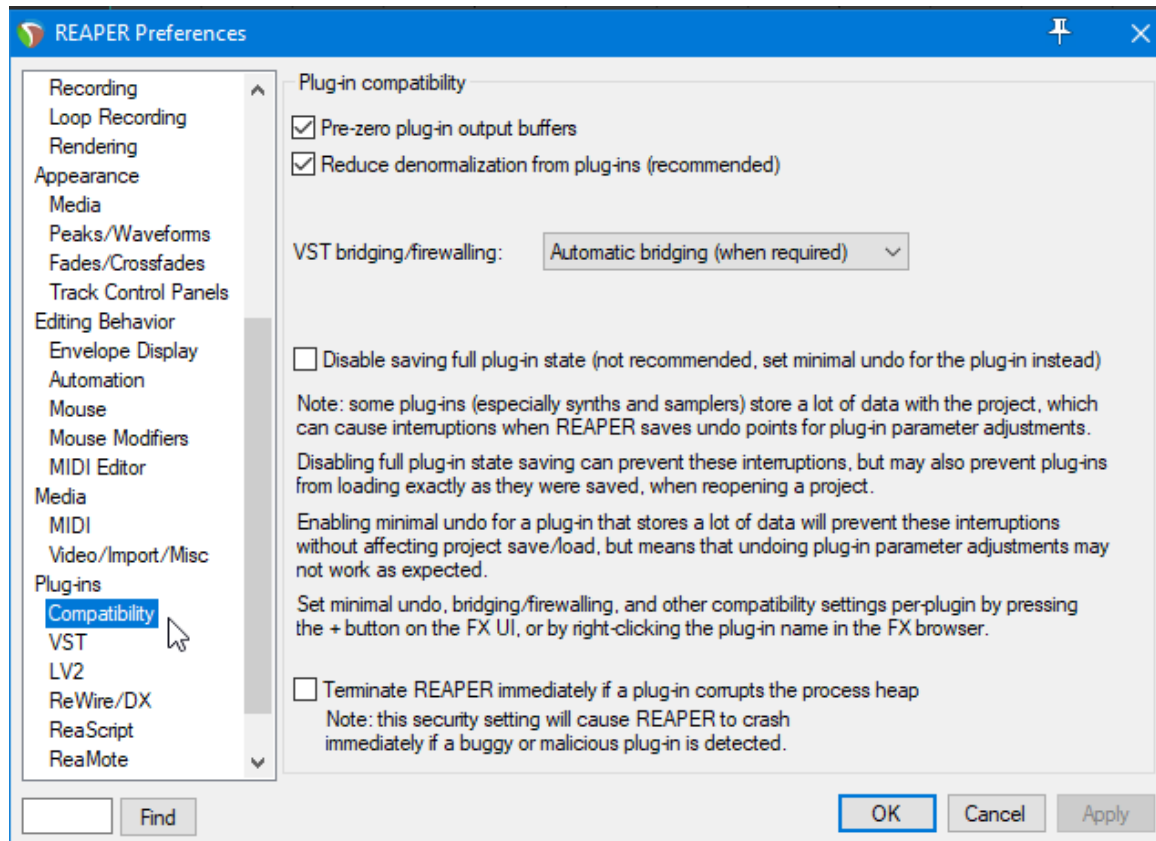 REAPER Preferences
Recording
Loop Recording
Rendering
Appearance
Media
Peaks/Waveforms
Fades/Crossfades
Track Control Panels
Editing Behavior
Envelope Display
Automation
Mouse
Mouse Modifiers
MIDI Editor
Media
MIDI
Video/Import/Misc
Plug-ins
Compatibility
VST
LV2
ReWire/DX
ReaScript
ReaMote
Find
Plug-in compatibility
Pre-zero plug-in output buffers
Reduce denormalization from plug-ins (recommended)
VST bridging/firewalling: Automatic bridging (when required)
Disable saving full plug-in state (not recommended, set minimal undo for the plug-in instead)
Note: some plug-ins (especially synths and samplers) store a lot of data with the project, which
can cause interruptions when REAPER saves undo points for plug-in parameter adjustments.
Disabling full plug-in state saving can prevent these interruptions, but may also prevent plug-ins
from loading exactly as they were saved, when reopening a project.
Enabling minimal undo for a plug-in that stores a lot of data will prevent these interruptions
without affecting project save/load, but means that undoing plug-in parameter adjustments may
not work as expected.
Set minimal undo, bridging/firewalling, and other compatibility settings per-plugin by pressing
the + button on the FX UI, or by right-clicking the plug-in name in the FX browser.
Terminate REAPER immediately if a plug-in corrupts the process heap
Note: this security setting will cause REAPER to crash
immediately if a buggy or malicious plug-in is detected.
OK Cancel Apply